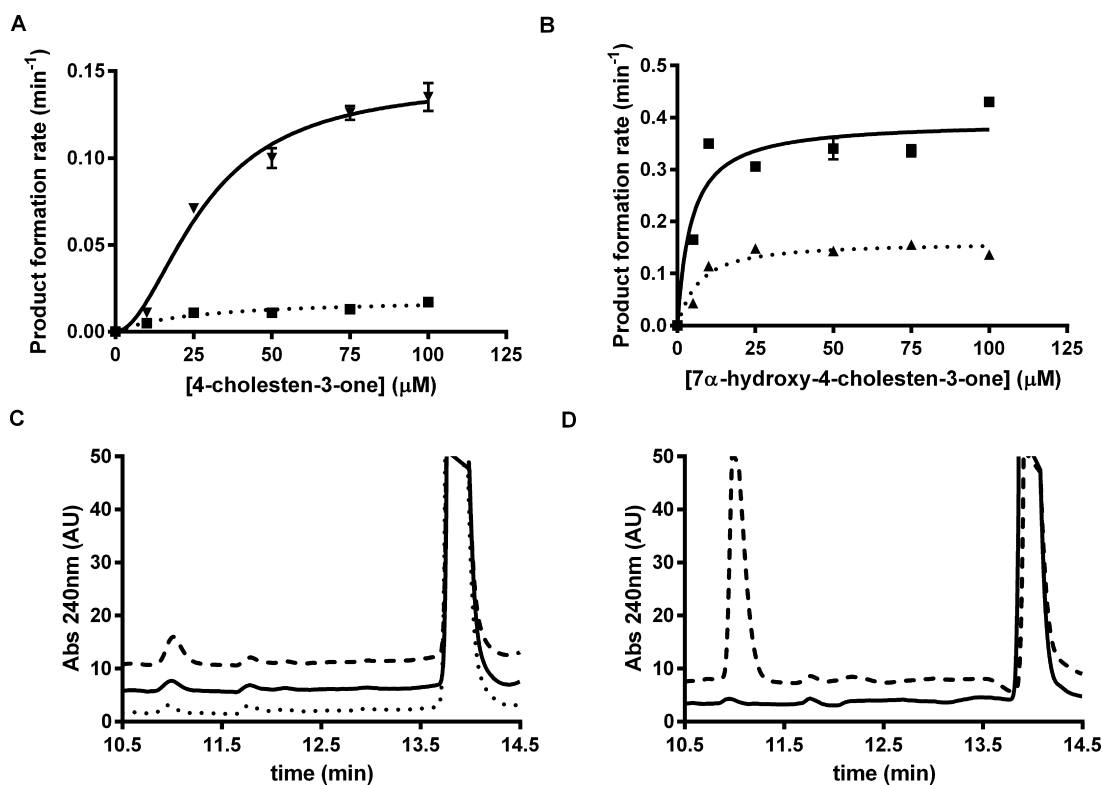 A
Product formation rate (min⁻¹)
0.15
0.10
0.05
0.00
0 25 50 75 100 125
[4-cholesten-3-one] (μM)
B
Product formation rate (min⁻¹)
0.5
0.4
0.3
0.2
0.1
0.0
0 25 50 75 100 125
[7α-hydroxy-4-cholesten-3-one] (μM)
C
Abs 240nm (AU)
50
40
30
20
10
0
10.5 11.5 12.5 13.5 14.5
time (min)
D
Abs 240nm (AU)
50
40
30
20
10
0
10.5 11.5 12.5 13.5 14.5
time (min)